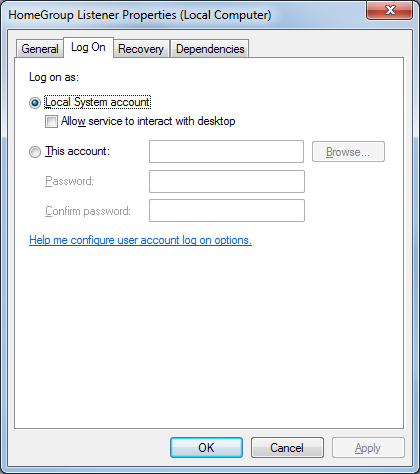 HomeGroup Listener Properties (Local Computer)
General Log On Recovery Dependencies
Log on as:
Local System account
Allow service to interact with desktop
This account: Browse...
Password:
Confirm password:
Help me configure user account log on options.
OK Cancel Apply